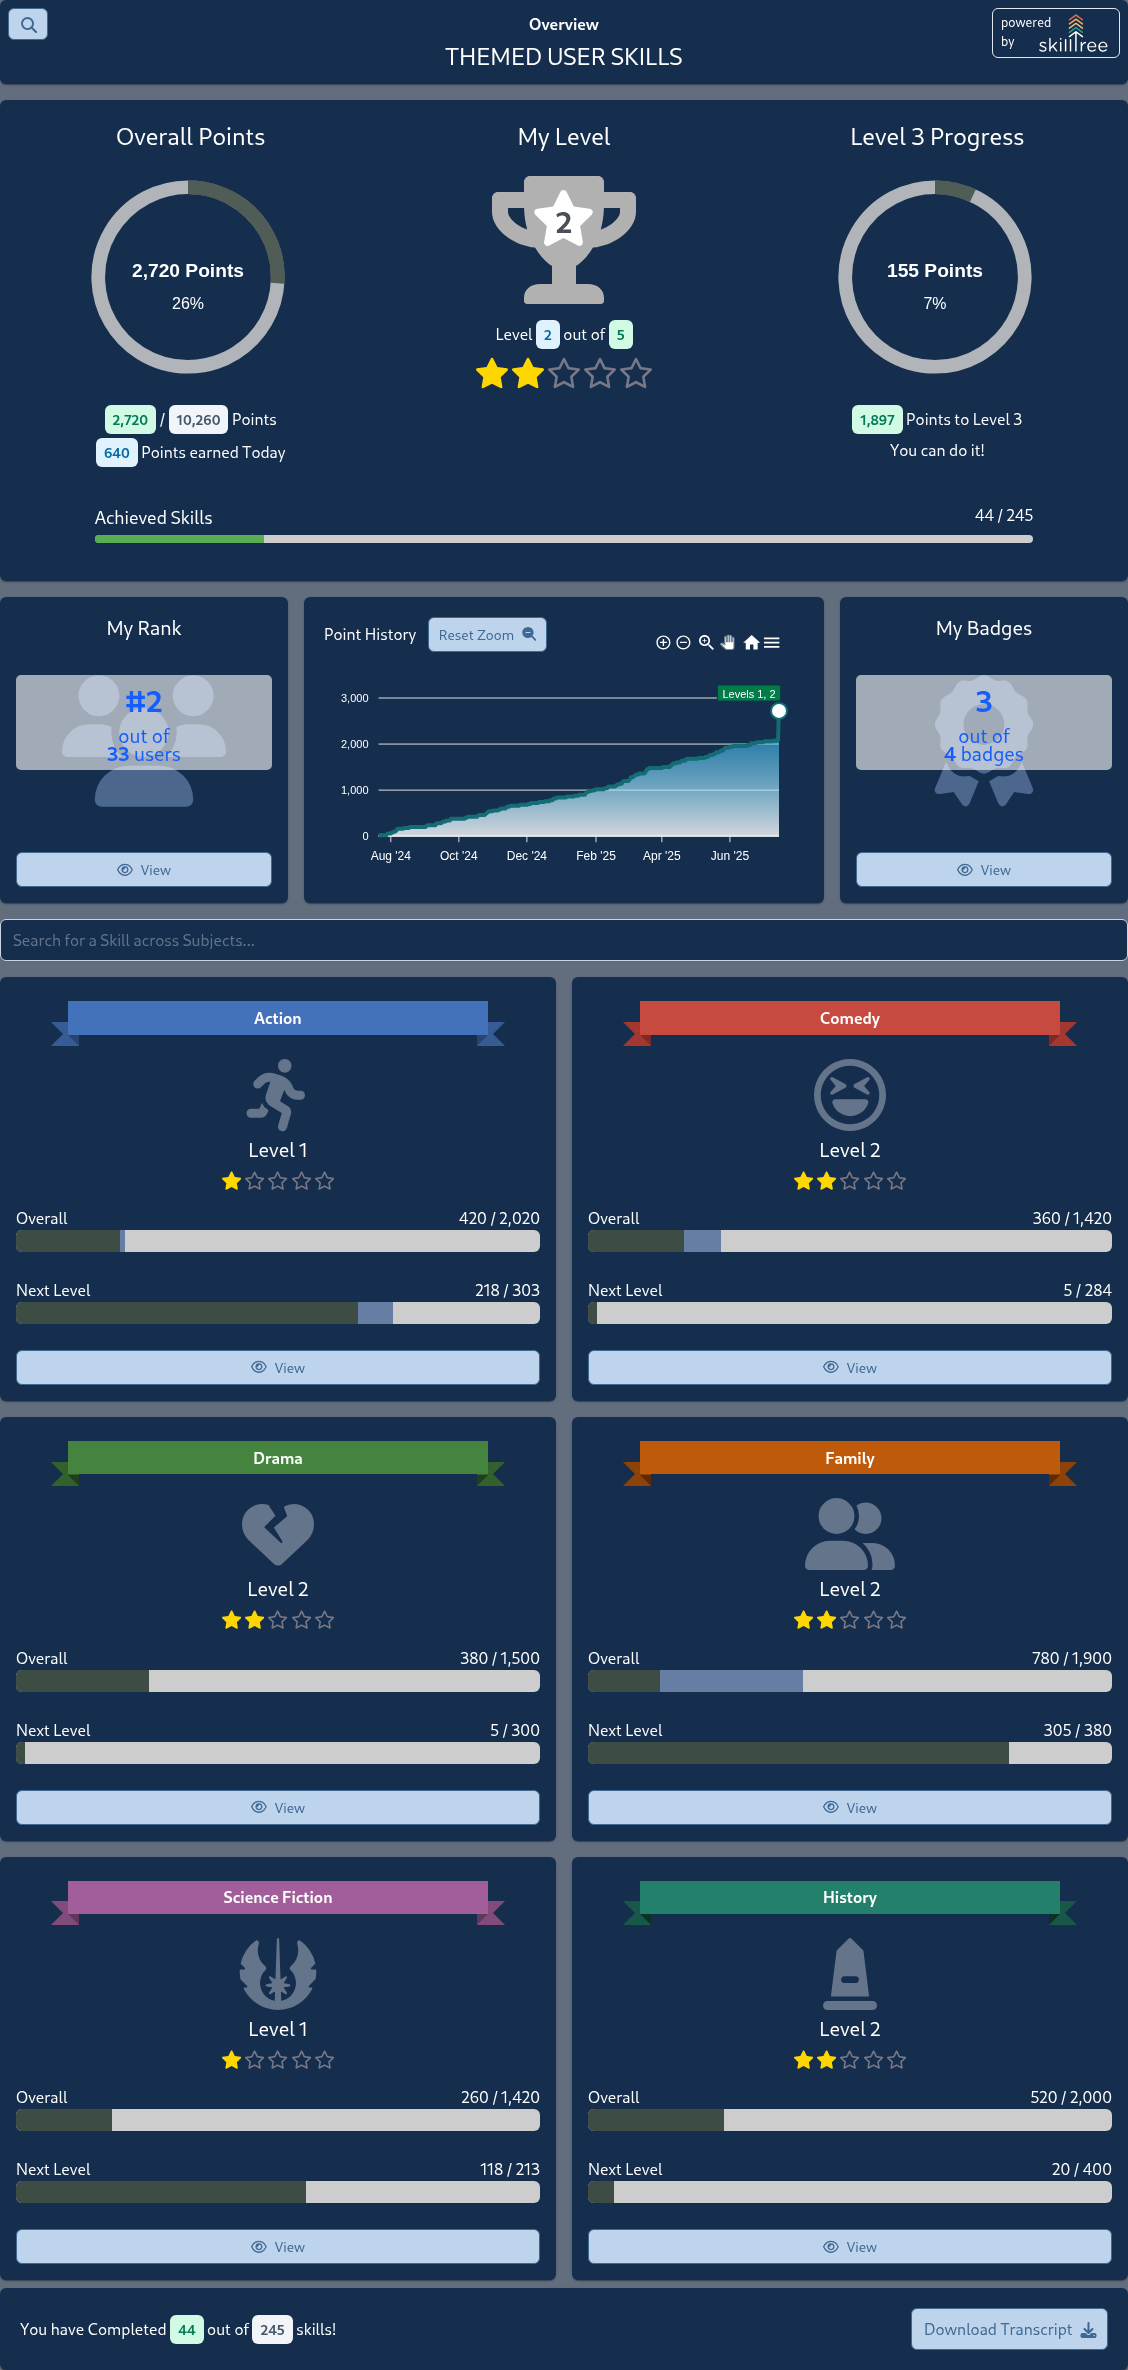 Overview
THEMED USER SKILLS
powered
by
skilltree
Overall Points
2,720 Points
26%
2,720 / 10,260 Points
640 Points earned Today
My Level
2
Level 2 out of 5
Level 3 Progress
155 Points
7%
1,897 Points to Level 3
You can do it!
Achieved Skills
44 / 245
My Rank
#2
out of
33 users
View
Point History
Reset Zoom
Levels 1, 2
3,000
2,000
1,000
0
Aug '24 Oct '24 Dec '24 Feb '25 Apr '25 Jun '25
My Badges
3
out of
4 badges
View
Search for a Skill across Subjects...
Action
Level 1
Overall 420 / 2,020
Next Level 218 / 303
View
Comedy
Level 2
Overall 360 / 1,420
Next Level 5 / 284
View
Drama
Level 2
Overall 380 / 1,500
Next Level 5 / 300
View
Family
Level 2
Overall 780 / 1,900
Next Level 305 / 380
View
Science Fiction
Level 1
Overall 260 / 1,420
Next Level 118 / 213
View
History
Level 2
Overall 520 / 2,000
Next Level 20 / 400
View
You have Completed 44 out of 245 skills!
Download Transcript